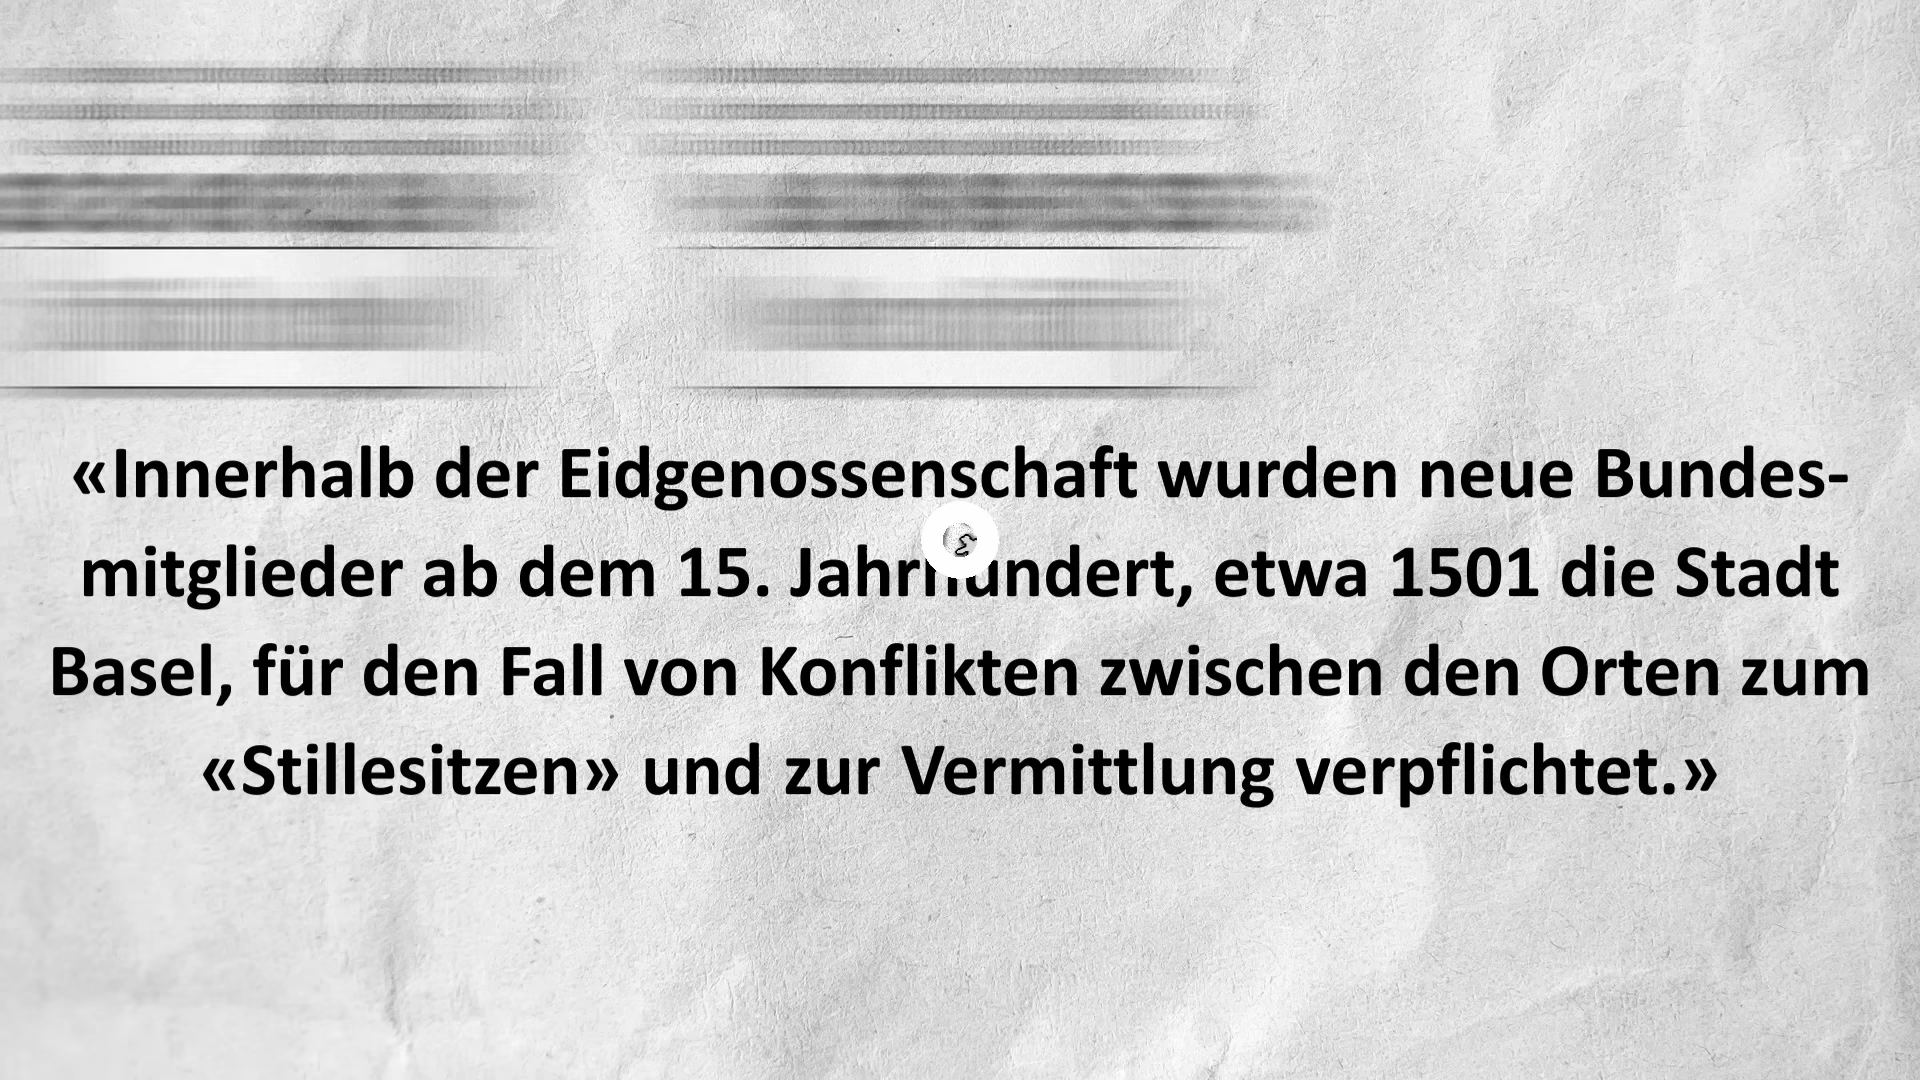 «Innerhalb der Eidgenossenschaft wurden neue Bundes-
mitglieder ab dem 15. Jahrhundert, etwa 1501 die Stadt
Basel, für den Fall von Konflikten zwischen den Orten zum
«Stillesitzen» und zur Vermittlung verpflichtet.»